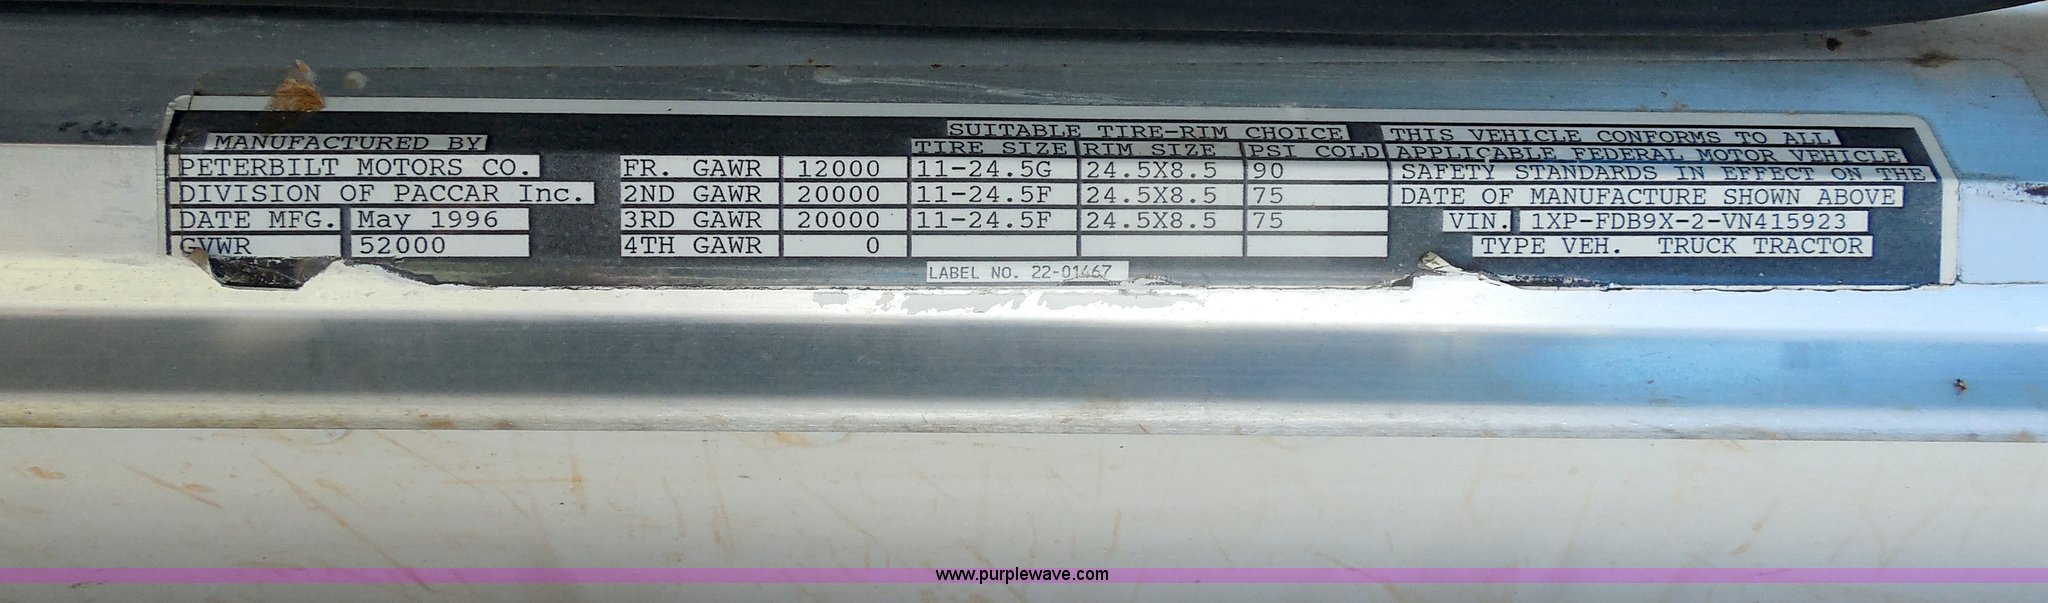 MANUFACTURED BY
PETERBILT MOTORS CO.
DIVISION OF PACCAR Inc.
DATE MFG. May 1996
GVWR 52000
SUITABLE TIRE-RIM CHOICE
TIRE SIZE RIM SIZE PSI COLD
FR. GAWR 12000 11-24.5G 24.5X8.5 90
2ND GAWR 20000 11-24.5F 24.5X8.5 75
3RD GAWR 20000 11-24.5F 24.5X8.5 75
4TH GAWR 0
LABEL NO. 22-01467
THIS VEHICLE CONFORMS TO ALL
APPLICABLE FEDERAL MOTOR VEHICLE
SAFETY STANDARDS IN EFFECT ON THE
DATE OF MANUFACTURE SHOWN ABOVE
VIN. 1XP-FDB9X-2-VN415923
TYPE VEH. TRUCK TRACTOR
www.purplewave.com